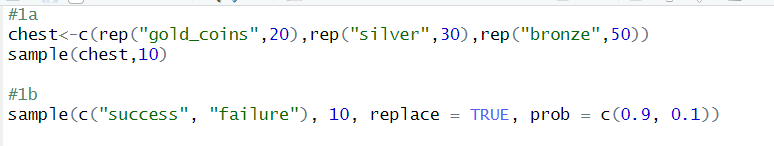 #1a
chest<-c(rep("gold_coins",20),rep("silver",30),rep("bronze",50))
sample(chest,10)
#1b
sample(c("success", "failure"), 10, replace = TRUE, prob = c(0.9, 0.1))